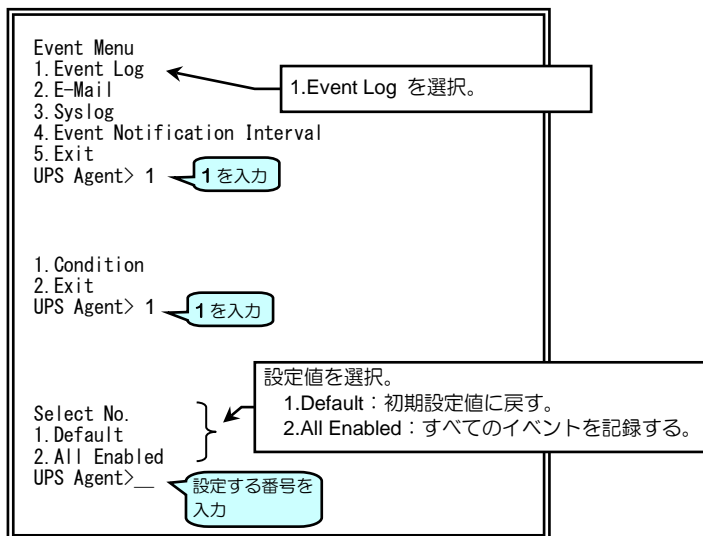 Event Menu
1.Event Log
2.E-Mail
3.Syslog
4.Event Notification Interval
5.Exit
UPS Agent> 1
1.Event Log を選択。
1 を入力
1.Condition
2.Exit
UPS Agent> 1
1 を入力
Select No.
1.Default
2.All Enabled
UPS Agent>__
設定値を選択。
1.Default：初期設定値に戻す。
2.All Enabled：すべてのイベントを記録する。
設定する番号を
入力